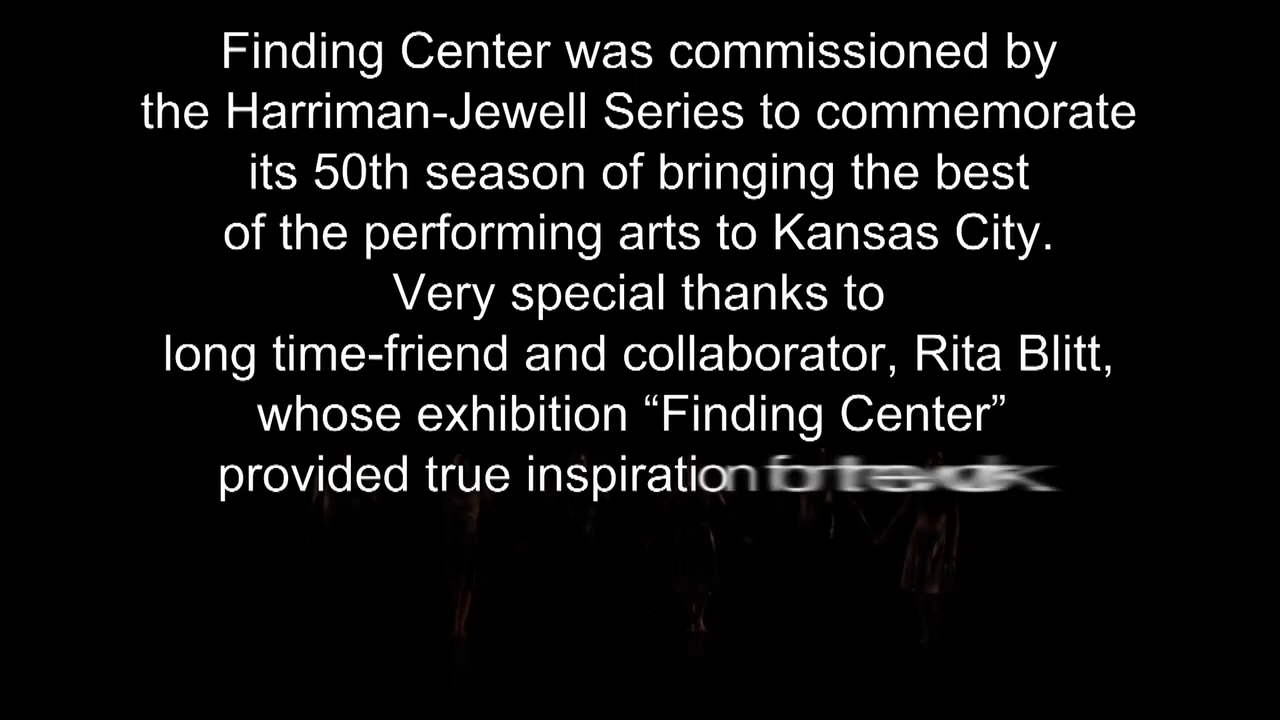 Finding Center was commissioned by
the Harriman-Jewell Series to commemorate
its 50th season of bringing the best
of the performing arts to Kansas City.
Very special thanks to
long time-friend and collaborator, Rita Blitt,
whose exhibition “Finding Center”
provided true inspiration for